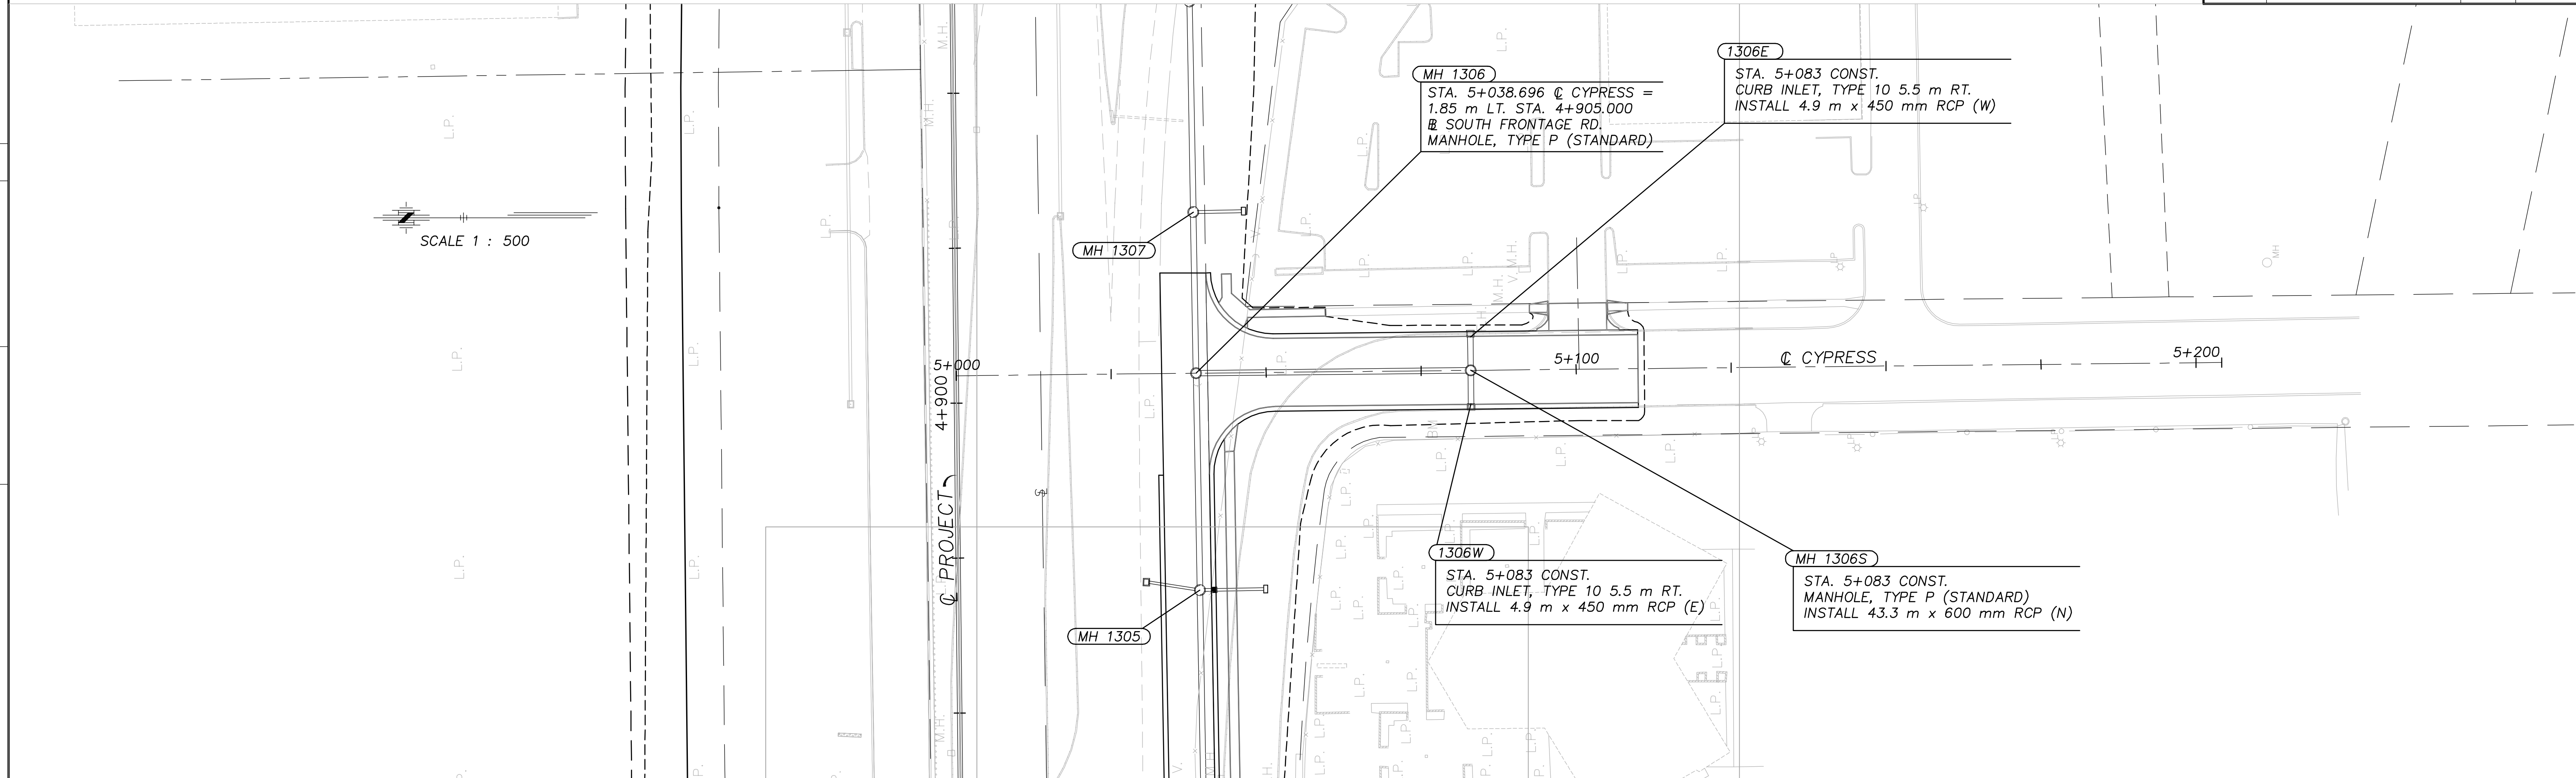 1306E
STA. 5+083 CONST.
CURB INLET, TYPE 10 5.5 m RT.
INSTALL 4.9 m x 450 mm RCP (W)
MH 1306
STA. 5+038.696 ℄ CYPRESS =
1.85 m LT. STA. 4+905.000
BL SOUTH FRONTAGE RD.
MANHOLE, TYPE P (STANDARD)
SCALE 1 : 500
MH 1307
5+000
5+100
℄ CYPRESS
5+200
4+900
℄ PROJECT
1306W
STA. 5+083 CONST.
CURB INLET, TYPE 10 5.5 m RT.
INSTALL 4.9 m x 450 mm RCP (E)
MH 1306S
STA. 5+083 CONST.
MANHOLE, TYPE P (STANDARD)
INSTALL 43.3 m x 600 mm RCP (N)
MH 1305
M.H.
M.H.
L.P.
L.P.
L.P.
L.P.
L.P.
L.P.
L.P.
L.P.
L.P.
L.P.
L.P.
V. M.H.
M.H.
MH
L.P.
L.P.
L.P.
L.P.
L.P.
L.P.
L.P.
L.P.
L.P.
M.H.